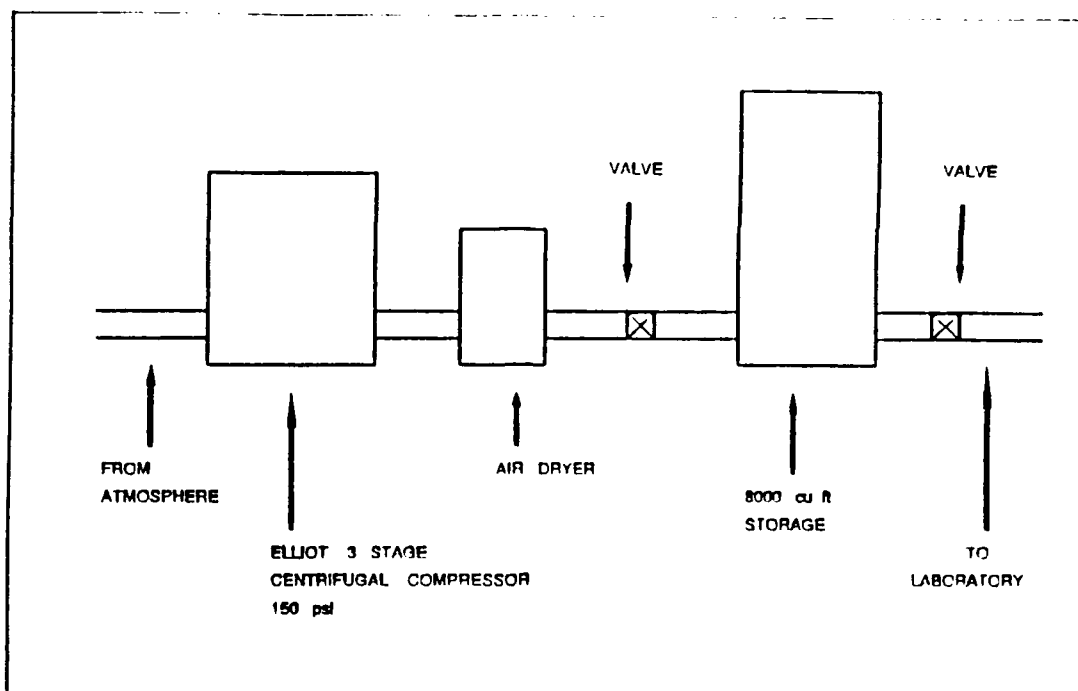 VALVE
VALVE
FROM
ATMOSPHERE
AIR DRYER
8000 cu ft
STORAGE
ELLIOT 3 STAGE
CENTRIFUGAL COMPRESSOR
150 psi
TO
LABORATORY